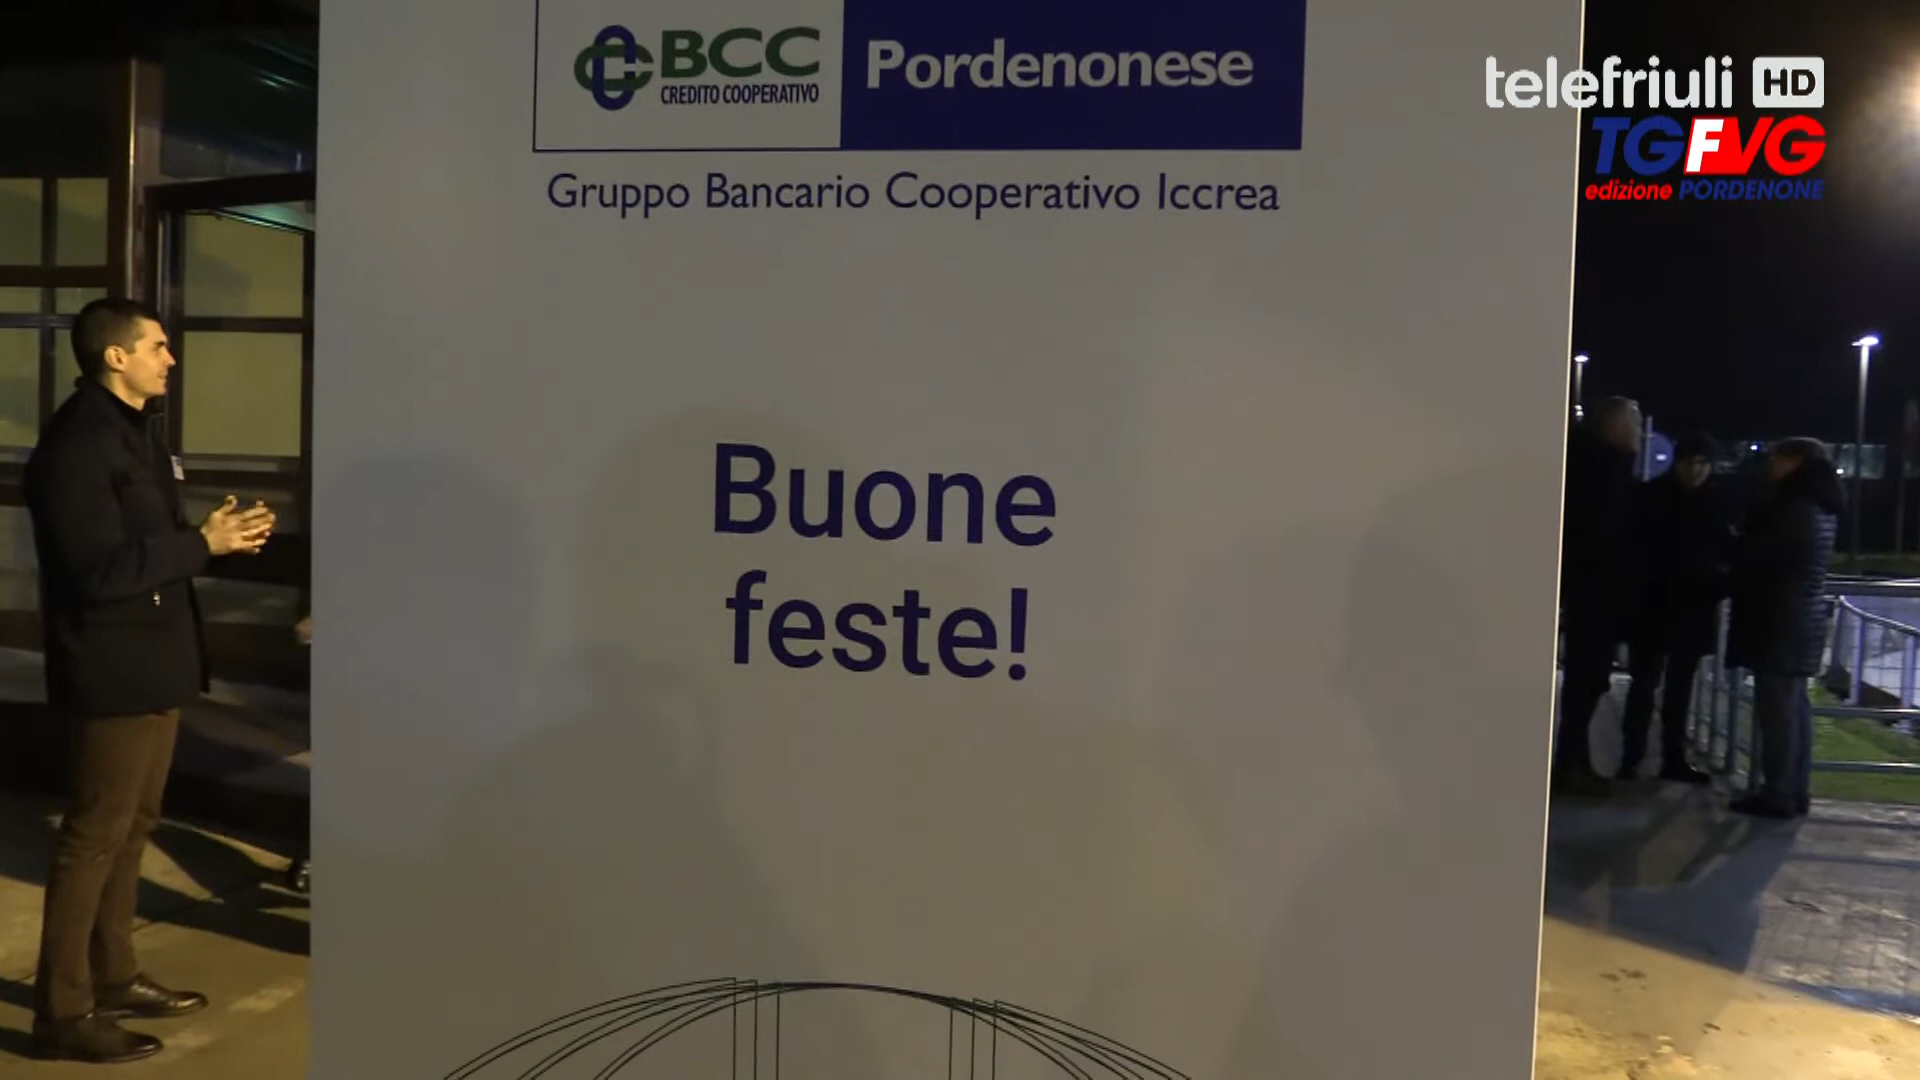 BCC
CREDITO COOPERATIVO
Pordenonese
Gruppo Bancario Cooperativo Iccrea
Buone
feste!
telefriuli HD
TGFVG
edizione PORDENONE